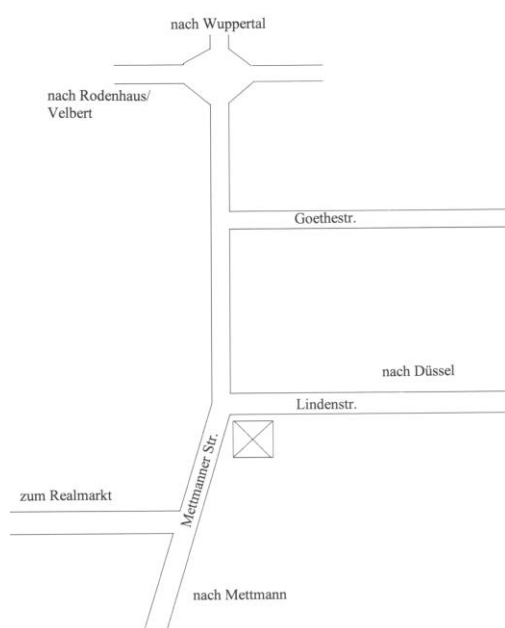 nach Wuppertal
nach Rodenhaus/
Velbert
Goethestr.
nach Düssel
Lindenstr.
Mettmanner Str.
zum Realmarkt
nach Mettmann